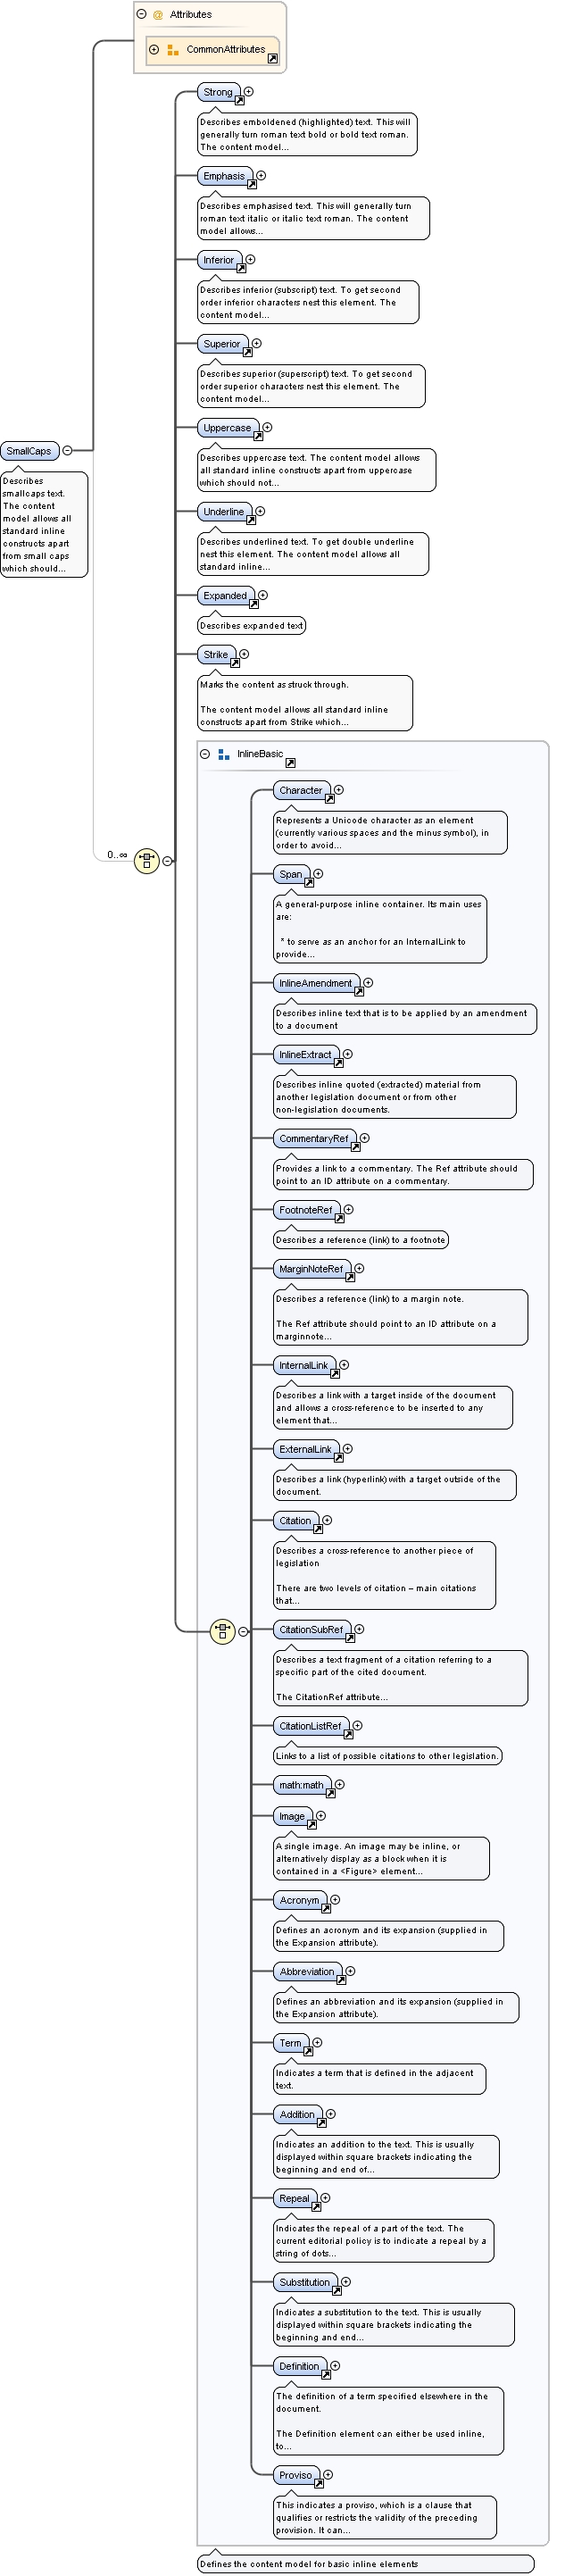 Attributes
CommonAttributes
Strong
Describes emboldened (highlighted) text. This will
generally turn roman text bold or bold text roman.
The content model...
Emphasis
Describes emphasised text. This will generally turn
roman text italic or italic text roman. The content
model allows...
Inferior
Describes inferior (subscript) text. To get second
order inferior characters nest this element. The
content model...
Superior
Describes superior (superscript) text. To get second
order superior characters nest this element. The
content model...
Uppercase
Describes uppercase text. The content model allows
all standard inline constructs apart from uppercase
which should not...
SmallCaps
Describes
smallcaps text.
The content
model allows all
standard inline
constructs apart
from small caps
which should...
Underline
Describes underlined text. To get double underline
nest this element. The content model allows all
standard inline...
Expanded
Describes expanded text
Strike
Marks the content as struck through.
The content model allows all standard inline
constructs apart from Strike which...
0..∞
InlineBasic
Character
Represents a Unicode character as an element
(currently various spaces and the minus symbol), in
order to avoid...
Span
A general-purpose inline container. Its main uses
are:
* to serve as an anchor for an InternalLink to
provide...
InlineAmendment
Describes inline text that is to be applied by an amendment
to a document
InlineExtract
Describes inline quoted (extracted) material from
another legislation document or from other
non-legislation documents.
CommentaryRef
Provides a link to a commentary. The Ref attribute should
point to an ID attribute on a commentary.
FootnoteRef
Describes a reference (link) to a footnote
MarginNoteRef
Describes a reference (link) to a margin note.
The Ref attribute should point to an ID attribute on a
marginnote...
InternalLink
Describes a link with a target inside of the document
and allows a cross-reference to be inserted to any
element that...
ExternalLink
Describes a link (hyperlink) with a target outside of the
document.
Citation
Describes a cross-reference to another piece of
legislation
There are two levels of citation – main citations
that...
CitationSubRef
Describes a text fragment of a citation referring to a
specific part of the cited document.
The CitationRef attribute...
CitationListRef
Links to a list of possible citations to other legislation.
math:math
Image
A single image. An image may be inline, or
alternatively display as a block when it is
contained in a <Figure> element...
Acronym
Defines an acronym and its expansion (supplied in
the Expansion attribute).
Abbreviation
Defines an abbreviation and its expansion (supplied in
the Expansion attribute).
Term
Indicates a term that is defined in the adjacent
text.
Addition
Indicates an addition to the text. This is usually
displayed within square brackets indicating the
beginning and end of...
Repeal
Indicates the repeal of a part of the text. The
current editorial policy is to indicate a repeal by a
string of dots...
Substitution
Indicates a substitution to the text. This is usually
displayed within square brackets indicating the
beginning and end...
Definition
The definition of a term specified elsewhere in the
document.
The Definition element can either be used inline,
to...
Proviso
This indicates a proviso, which is a clause that
qualifies or restricts the validity of the preceding
provision. It can...
Defines the content model for basic inline elements